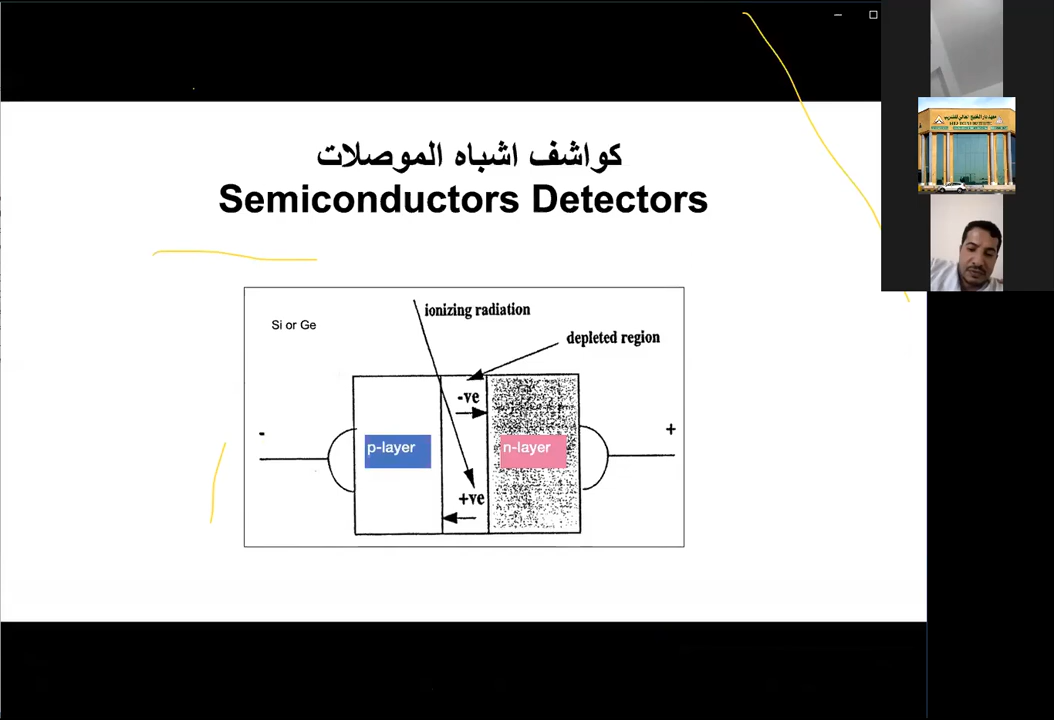 كواشف اشباه الموصلات
Semiconductors Detectors
ionizing radiation
Si or Ge
depleted region
-ve
-
+
p-layer
n-layer
+ve